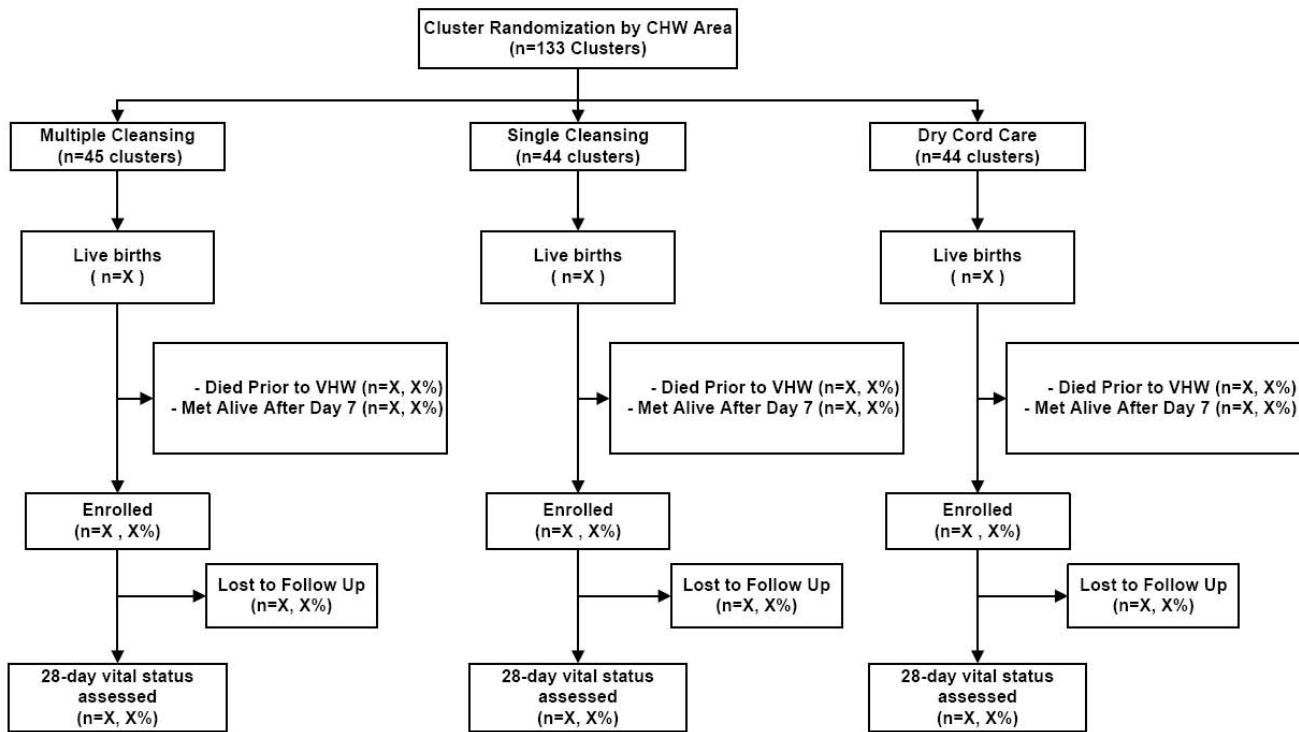 Cluster Randomization by CHW Area
(n=133 Clusters)
Multiple Cleansing
(n=45 clusters)
Single Cleansing
(n=44 clusters)
Dry Cord Care
(n=44 clusters)
Live births
( n=X )
Live births
( n=X)
Live births
( n=X)
- Died Prior to VHW (n=X, X%)
- Met Alive After Day 7 (n=X, X%)
- Died Prior to VHW (n=X, X%)
- Met Alive After Day 7 (n=X, X%)
- Died Prior to VHW (n=X, X%)
- Met Alive After Day 7 (n=X, X%)
Enrolled
(n=X , X%)
Enrolled
(n=X , X%)
Enrolled
(n=X , X%)
Lost to Follow Up
(n=X, X%)
Lost to Follow Up
(n=X, X%)
Lost to Follow Up
(n=X, X%)
28-day vital status
assessed
(n=X, X%)
28-day vital status
assessed
(n=X, X%)
28-day vital status
assessed
(n=X, X%)